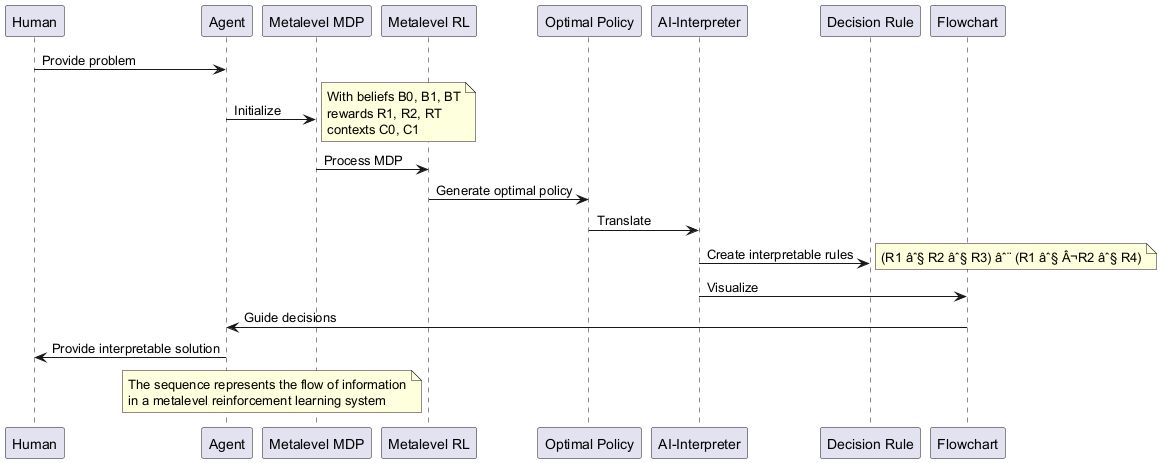 Human Agent Metalevel MDP Metalevel RL Optimal Policy AI-Interpreter Decision Rule Flowchart
Provide problem
With beliefs B0, B1, BT
rewards R1, R2, RT
contexts C0, C1
Initialize
Process MDP
Generate optimal policy
Translate
Create interpretable rules
(R1 âˆ§ R2 âˆ§ R3) âˆ¨ (R1 âˆ§ Â¬R2 âˆ§ R4)
Visualize
Guide decisions
Provide interpretable solution
The sequence represents the flow of information
in a metalevel reinforcement learning system
Human Agent Metalevel MDP Metalevel RL Optimal Policy AI-Interpreter Decision Rule Flowchart